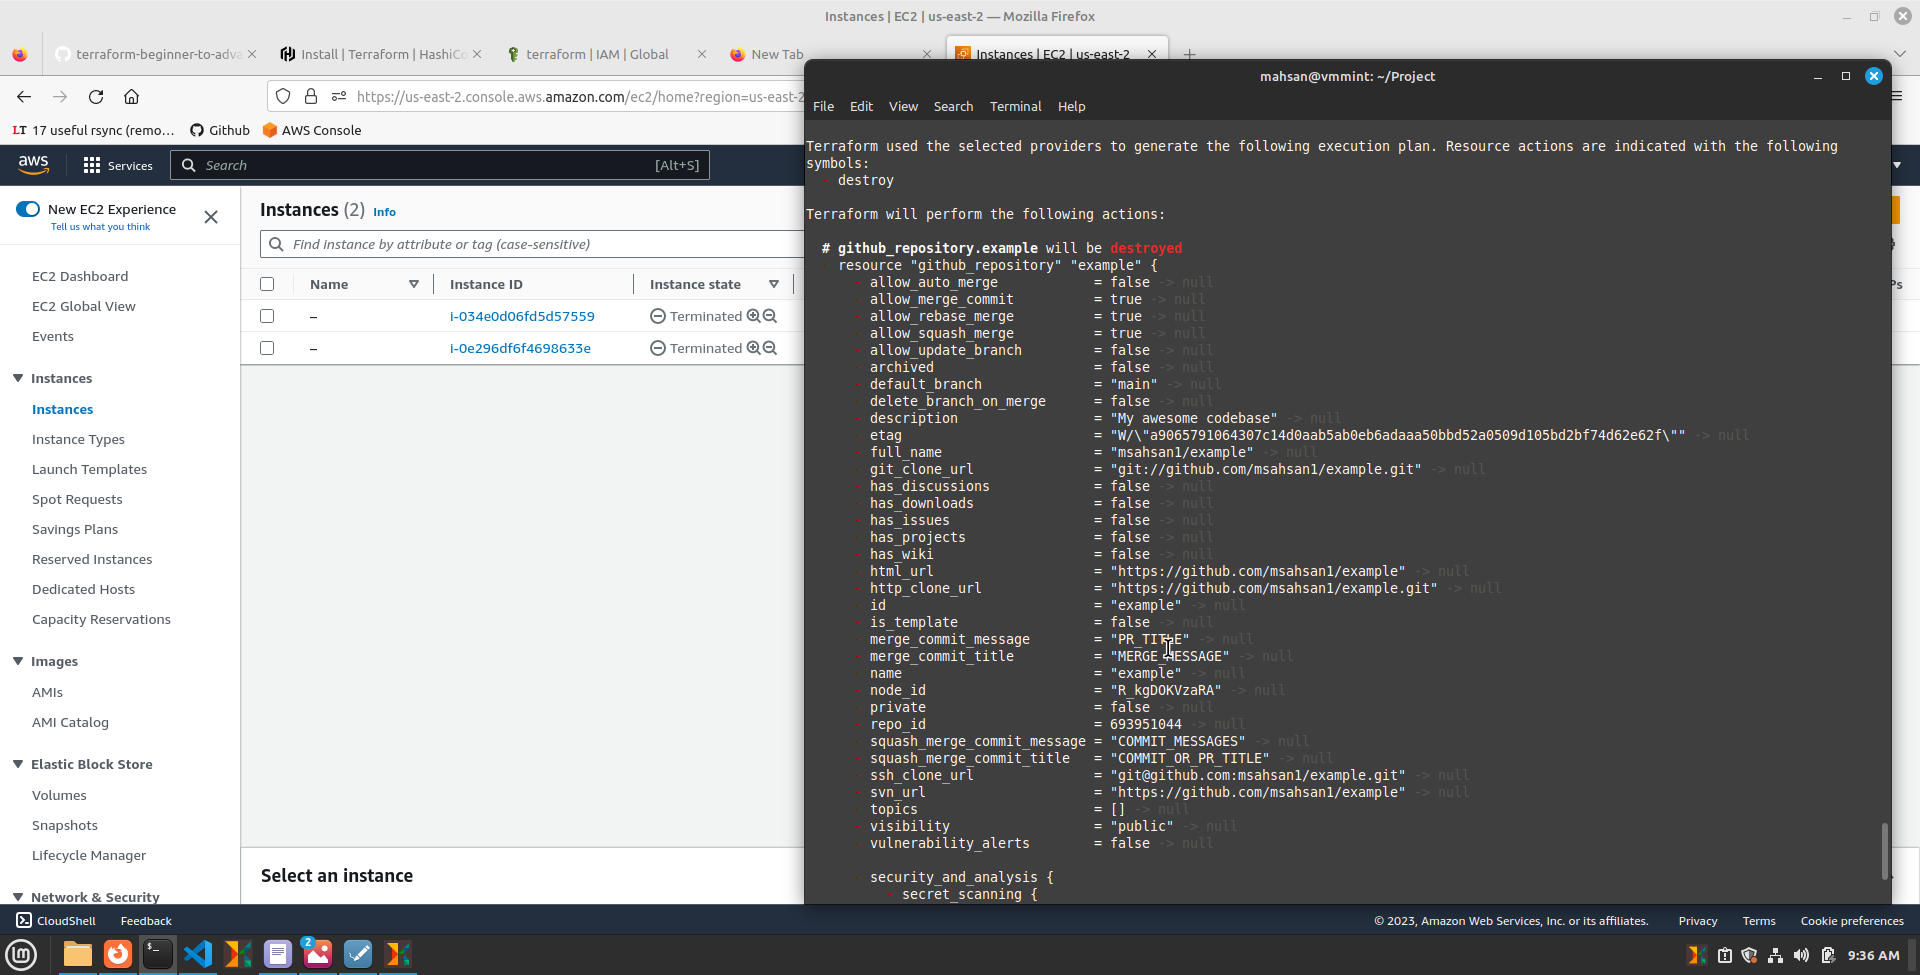 Instances | EC2 | us-east-2 — Mozilla Firefox
terraform-beginner-to-adva
Install | Terraform | HashiCo
terraform | IAM | Global
New Tab
Instances | EC2 | us-east-2
https://us-east-2.console.aws.amazon.com/ec2/home?region=us-east-2
LT 17 useful rsync (remo…
Github
AWS Console
aws
Services
Search
[Alt+S]
New EC2 Experience
Tell us what you think
EC2 Dashboard
EC2 Global View
Events
Instances
Instances
Instance Types
Launch Templates
Spot Requests
Savings Plans
Reserved Instances
Dedicated Hosts
Capacity Reservations
Images
AMIs
AMI Catalog
Elastic Block Store
Volumes
Snapshots
Lifecycle Manager
Network & Security
Instances (2) Info
Find Instance by attribute or tag (case-sensitive)
Name Instance ID Instance state
– i-034e0d06fd5d57559 Terminated
– i-0e296df6f4698633e Terminated
Select an instance
mahsan@vmmint: ~/Project
File Edit View Search Terminal Help
Terraform used the selected providers to generate the following execution plan. Resource actions are indicated with the following
symbols:
- destroy
Terraform will perform the following actions:
# github_repository.example will be destroyed
- resource "github_repository" "example" {
- allow_auto_merge = false -> null
- allow_merge_commit = true -> null
- allow_rebase_merge = true -> null
- allow_squash_merge = true -> null
- allow_update_branch = false -> null
- archived = false -> null
- default_branch = "main" -> null
- delete_branch_on_merge = false -> null
- description = "My awesome codebase" -> null
- etag = "W/\"a9065791064307c14d0aab5ab0eb6adaaa50bbd52a0509d105bd2bf74d62e62f\"" -> null
- full_name = "msahsan1/example" -> null
- git_clone_url = "git://github.com/msahsan1/example.git" -> null
- has_discussions = false -> null
- has_downloads = false -> null
- has_issues = false -> null
- has_projects = false -> null
- has_wiki = false -> null
- html_url = "https://github.com/msahsan1/example" -> null
- http_clone_url = "https://github.com/msahsan1/example.git" -> null
- id = "example" -> null
- is_template = false -> null
- merge_commit_message = "PR_TITLE" -> null
- merge_commit_title = "MERGE_MESSAGE" -> null
- name = "example" -> null
- node_id = "R_kgDOKVzaRA" -> null
- private = false -> null
- repo_id = 693951044 -> null
- squash_merge_commit_message = "COMMIT_MESSAGES" -> null
- squash_merge_commit_title = "COMMIT_OR_PR_TITLE" -> null
- ssh_clone_url = "git@github.com:msahsan1/example.git" -> null
- svn_url = "https://github.com/msahsan1/example" -> null
- topics = [] -> null
- visibility = "public" -> null
- vulnerability_alerts = false -> null
- security_and_analysis {
- secret_scanning {
Ps
CloudShell
Feedback
© 2023, Amazon Web Services, Inc. or its affiliates.
Privacy
Terms
Cookie preferences
2
9:36 AM